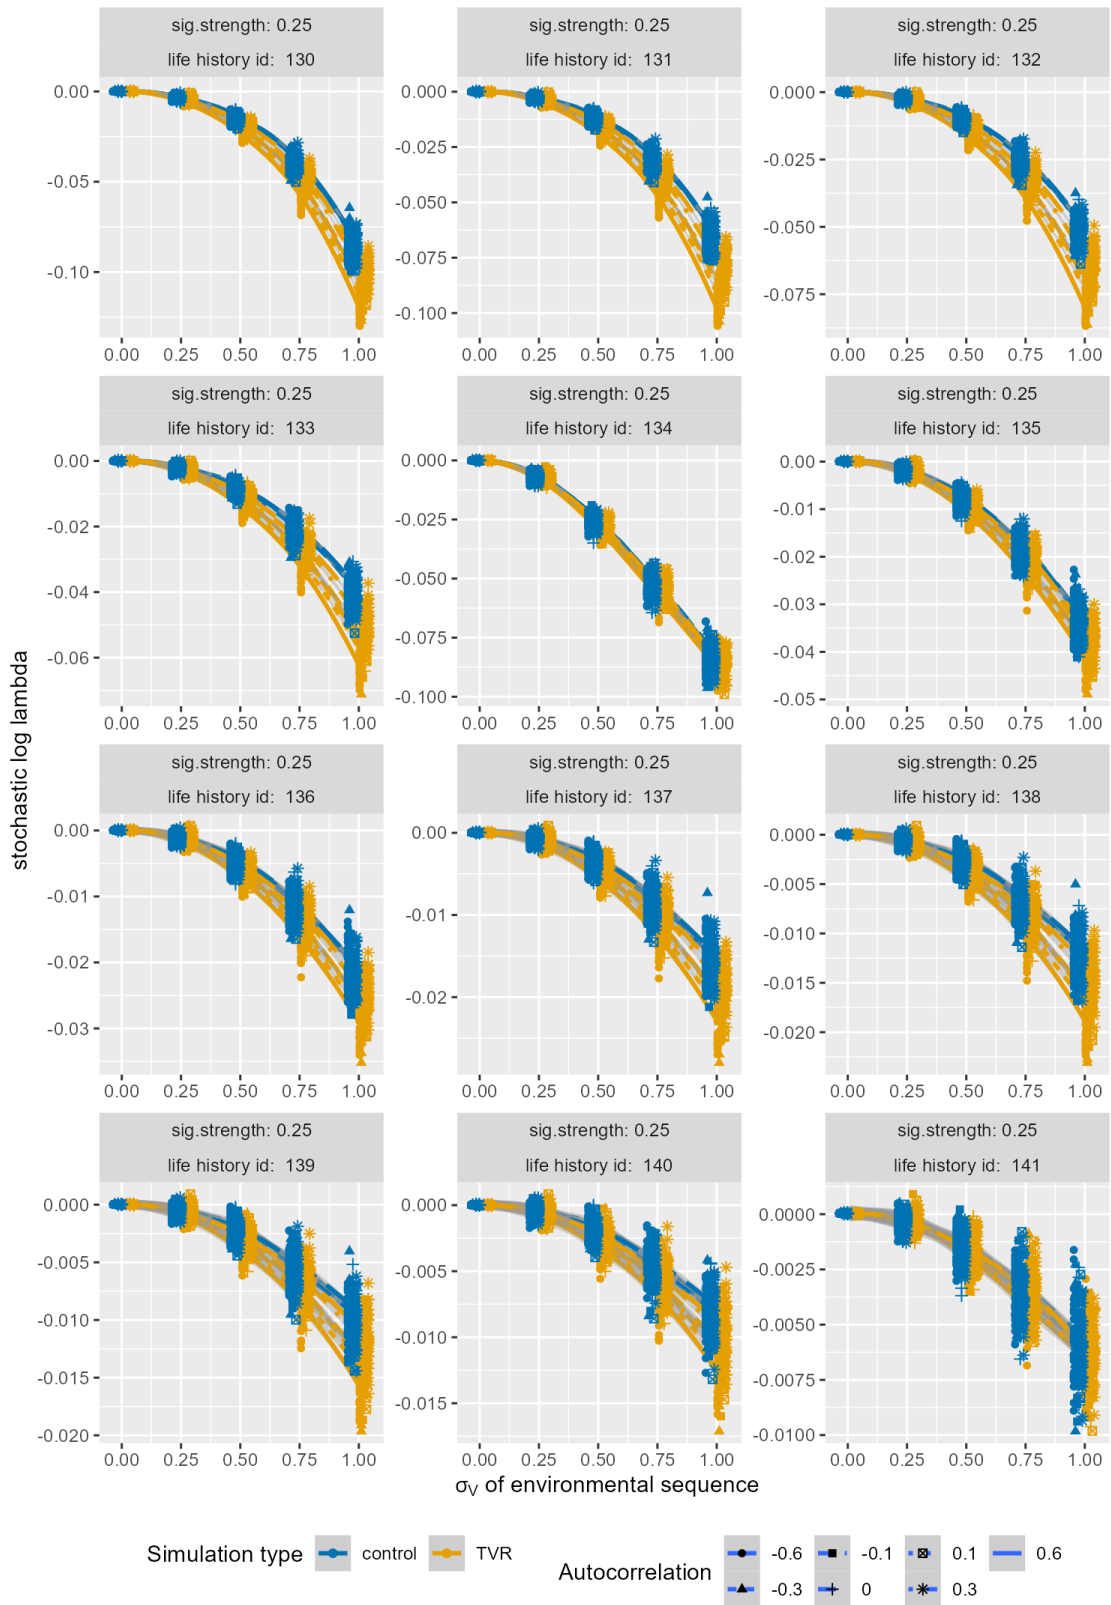 sig.strength: 0.25
life history id:  130
sig.strength: 0.25
life history id:  131
sig.strength: 0.25
life history id:  132
0.00
-0.05
-0.10
0.00 0.25 0.50 0.75 1.00
0.000
-0.025
-0.050
-0.075
-0.100
0.00 0.25 0.50 0.75 1.00
0.000
-0.025
-0.050
-0.075
0.00 0.25 0.50 0.75 1.00
sig.strength: 0.25
life history id:  133
sig.strength: 0.25
life history id:  134
sig.strength: 0.25
life history id:  135
0.00
-0.02
-0.04
-0.06
0.00 0.25 0.50 0.75 1.00
0.000
-0.025
-0.050
-0.075
-0.100
0.00 0.25 0.50 0.75 1.00
0.00
-0.01
-0.02
-0.03
-0.04
-0.05
0.00 0.25 0.50 0.75 1.00
stochastic log lambda
sig.strength: 0.25
life history id:  136
sig.strength: 0.25
life history id:  137
sig.strength: 0.25
life history id:  138
0.00
-0.01
-0.02
-0.03
0.00 0.25 0.50 0.75 1.00
0.00
-0.01
-0.02
0.00 0.25 0.50 0.75 1.00
0.000
-0.005
-0.010
-0.015
-0.020
0.00 0.25 0.50 0.75 1.00
sig.strength: 0.25
life history id:  139
sig.strength: 0.25
life history id:  140
sig.strength: 0.25
life history id:  141
0.000
-0.005
-0.010
-0.015
-0.020
0.00 0.25 0.50 0.75 1.00
0.000
-0.005
-0.010
-0.015
0.00 0.25 0.50 0.75 1.00
0.0000
-0.0025
-0.0050
-0.0075
-0.0100
0.00 0.25 0.50 0.75 1.00
σV of environmental sequence
Simulation type control TVR
Autocorrelation
-0.6 -0.1 0.1 0.6
-0.3 0 0.3